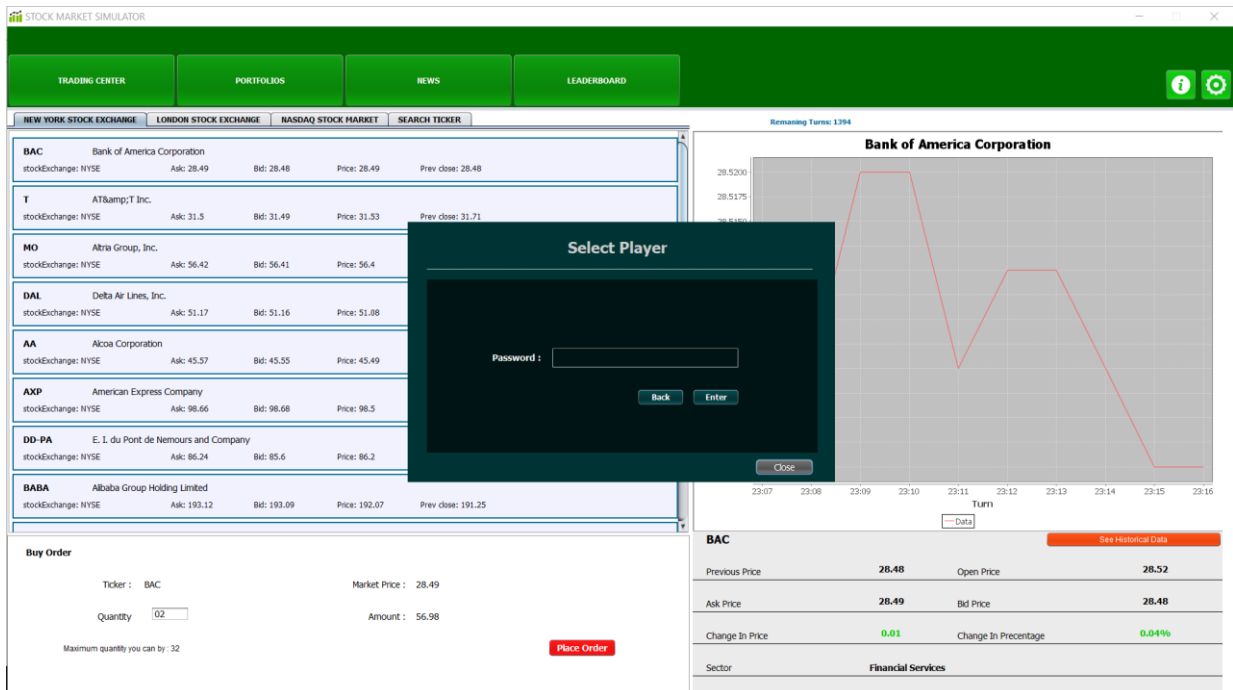 STOCK MARKET SIMULATOR
TRADING CENTER
PORTFOLIOS
NEWS
LEADERBOARD
NEW YORK STOCK EXCHANGE LONDON STOCK EXCHANGE NASDAQ STOCK MARKET SEARCH TICKER
BAC Bank of America Corporation
stockExchange: NYSE Ask: 28.49 Bid: 28.48 Price: 28.49 Prev close: 28.48
T AT&amp;T Inc.
stockExchange: NYSE Ask: 31.5 Bid: 31.49 Price: 31.53 Prev close: 31.71
MO Altria Group, Inc.
stockExchange: NYSE Ask: 56.42 Bid: 56.41 Price: 56.4
DAL Delta Air Lines, Inc.
stockExchange: NYSE Ask: 51.17 Bid: 51.16 Price: 51.08
AA Alcoa Corporation
stockExchange: NYSE Ask: 45.57 Bid: 45.55 Price: 45.49
AXP American Express Company
stockExchange: NYSE Ask: 98.66 Bid: 98.68 Price: 98.5
DD-PA E. I. du Pont de Nemours and Company
stockExchange: NYSE Ask: 86.24 Bid: 85.6 Price: 86.2
BABA Alibaba Group Holding Limited
stockExchange: NYSE Ask: 193.12 Bid: 193.09 Price: 192.07 Prev close: 191.25
Select Player
Password :
Back Enter
Close
Remaning Turns: 1394
Bank of America Corporation
28.5200
28.5175
28.5150
23:07 23:08 23:09 23:10 23:11 23:12 23:13 23:14 23:15 23:16
Turn
Data
Buy Order
Ticker : BAC Market Price : 28.49
Quantity 02 Amount : 56.98
Maximum quantity you can by : 32
Place Order
BAC See Historical Data
Previous Price 28.48 Open Price 28.52
Ask Price 28.49 Bid Price 28.48
Change In Price 0.01 Change In Precentage 0.04%
Sector Financial Services